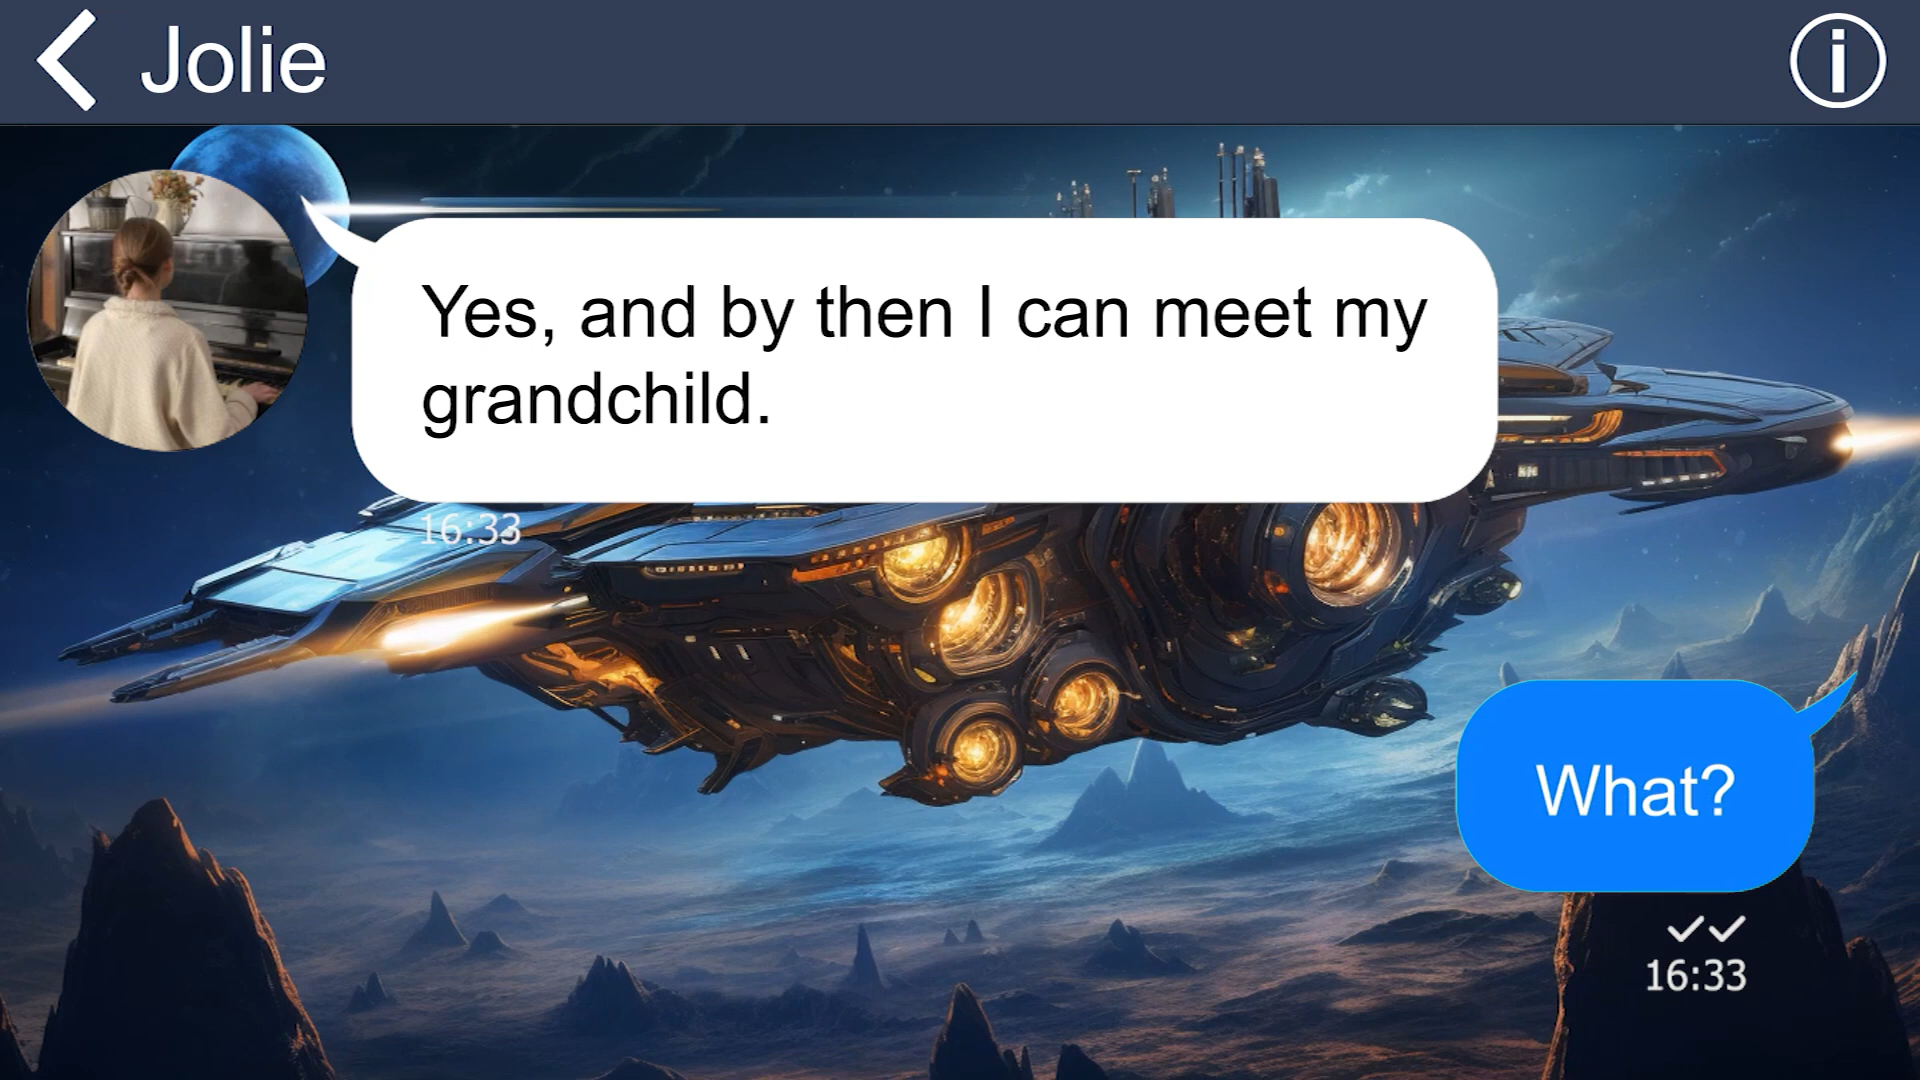 Jolie
Yes, and by then I can meet my
grandchild.
16:33
What?
16:33